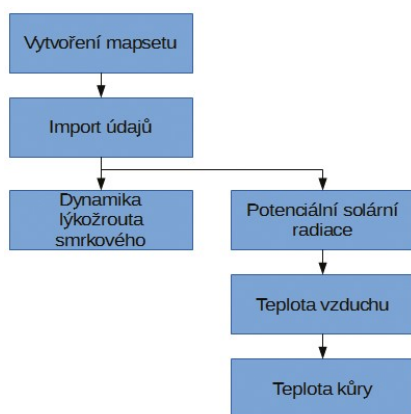 Vytvoření mapsetu
Import údajů
Dynamika
lýkožrouta
smrkového
Potenciální solární
radiace
Teplota vzduchu
Teplota kůry